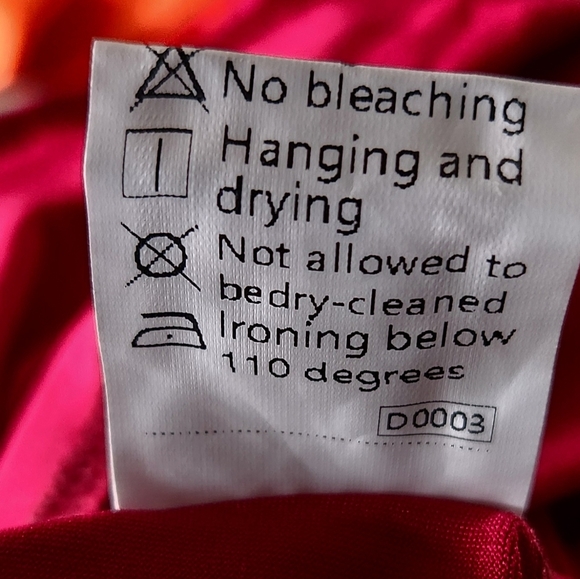 No bleaching
Hanging and
drying
Not allowed to
bedry-cleaned
Ironing below
110 degrees
D0003